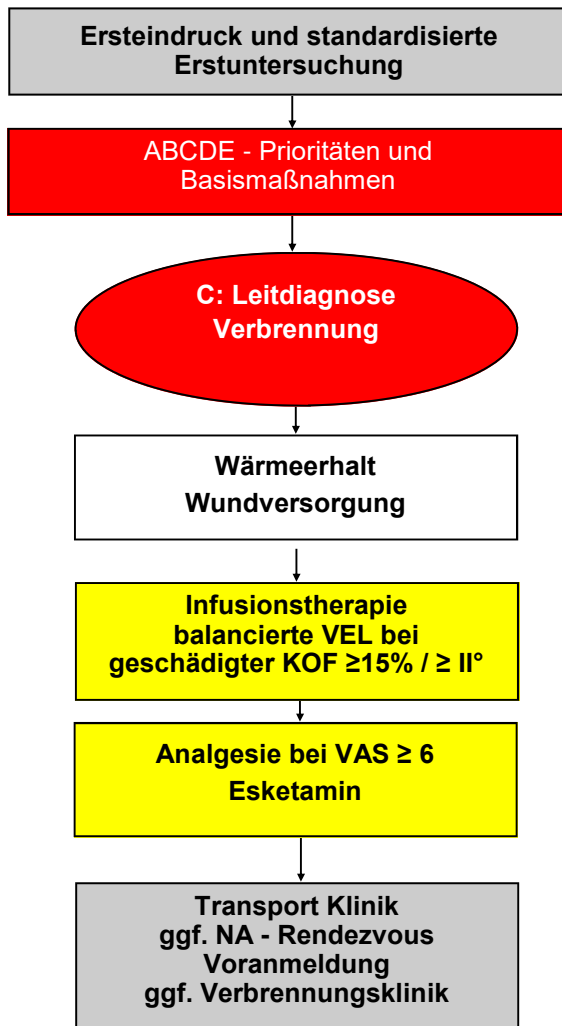 Ersteindruck und standardisierte
Erstuntersuchung
ABCDE - Prioritäten und
Basismaßnahmen
C: Leitdiagnose
Verbrennung
Wärmeerhalt
Wundversorgung
Infusionstherapie
balancierte VEL bei
geschädigter KOF ≥15% / ≥ II°
Analgesie bei VAS ≥ 6
Esketamin
Transport Klinik
ggf. NA - Rendezvous
Voranmeldung
ggf. Verbrennungsklinik